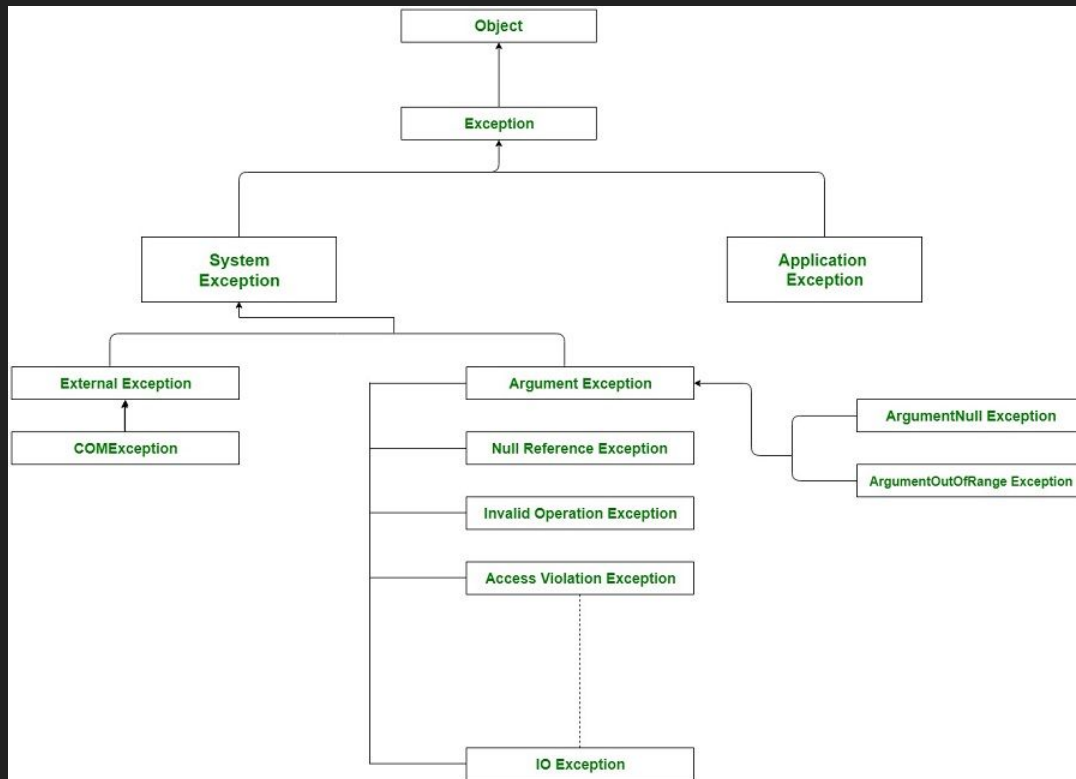 Object
Exception
System
Exception
Application
Exception
External Exception
COMException
Argument Exception
Null Reference Exception
Invalid Operation Exception
Access Violation Exception
IO Exception
ArgumentNull Exception
ArgumentOutOfRange Exception